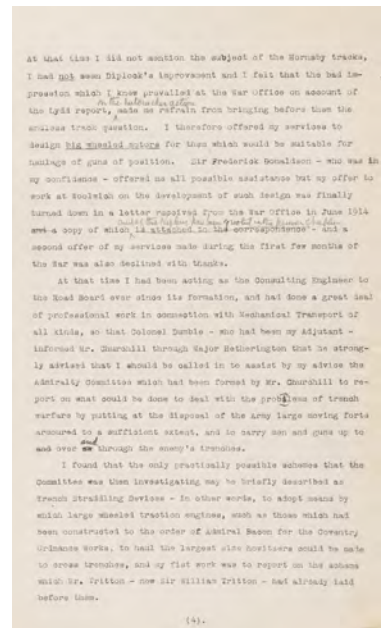 At that time I did not mention the subject of the Hornsby tracks,
I had not seen Diplock's improvement and I felt that the bad im-
pression which I knew prevailed at the War Office on account of
the Lydd report, made me refrain from bringing before them the
endless track question. I therefore offered my services to
design big wheeled motors for them which would be suitable for
haulage of guns of position. Sir Frederick Donaldson - who was in
my confidence - offered me all possible assistance but my offer to
work at Woolwich on the development of such design was finally
turned down in a letter received from the War Office in June 1914
and a copy of which is attached in the correspondence - and a
second offer of my services made during the first few months of
the War was also declined with thanks.
At that time I had been acting as the Consulting Engineer to
the Road Board ever since its formation, and had done a great deal
of professional work in connection with Mechanical Transport of
all kinds, so that Colonel Dumble - who had been my Adjutant -
informed Mr. Churchill through Major Hetherington that he strong-
ly advised that I should be called in to assist by my advice the
Admiralty Committee which had been formed by Mr. Churchill to re-
port on what could be done to deal with the problems of trench
warfare by putting at the disposal of the Army large moving forts
armoured to a sufficient extent, and to carry men and guns up to
and
and over through the enemy's trenches.
I found that the only practically possible schemes that the
Committee was them investigating may be briefly described as
Trench Straddling Devices - in other words, to adopt means by
which large wheeled traction engines, such as those which had
been constructed to the order of Admiral Bacon for the Coventry
Ordnance Works, to haul the largest size howitzers could be made
to cross trenches, and my fist work was to report on the scheme
which Mr. Tritton - now Sir William Tritton - had already laid
before them.
(4).